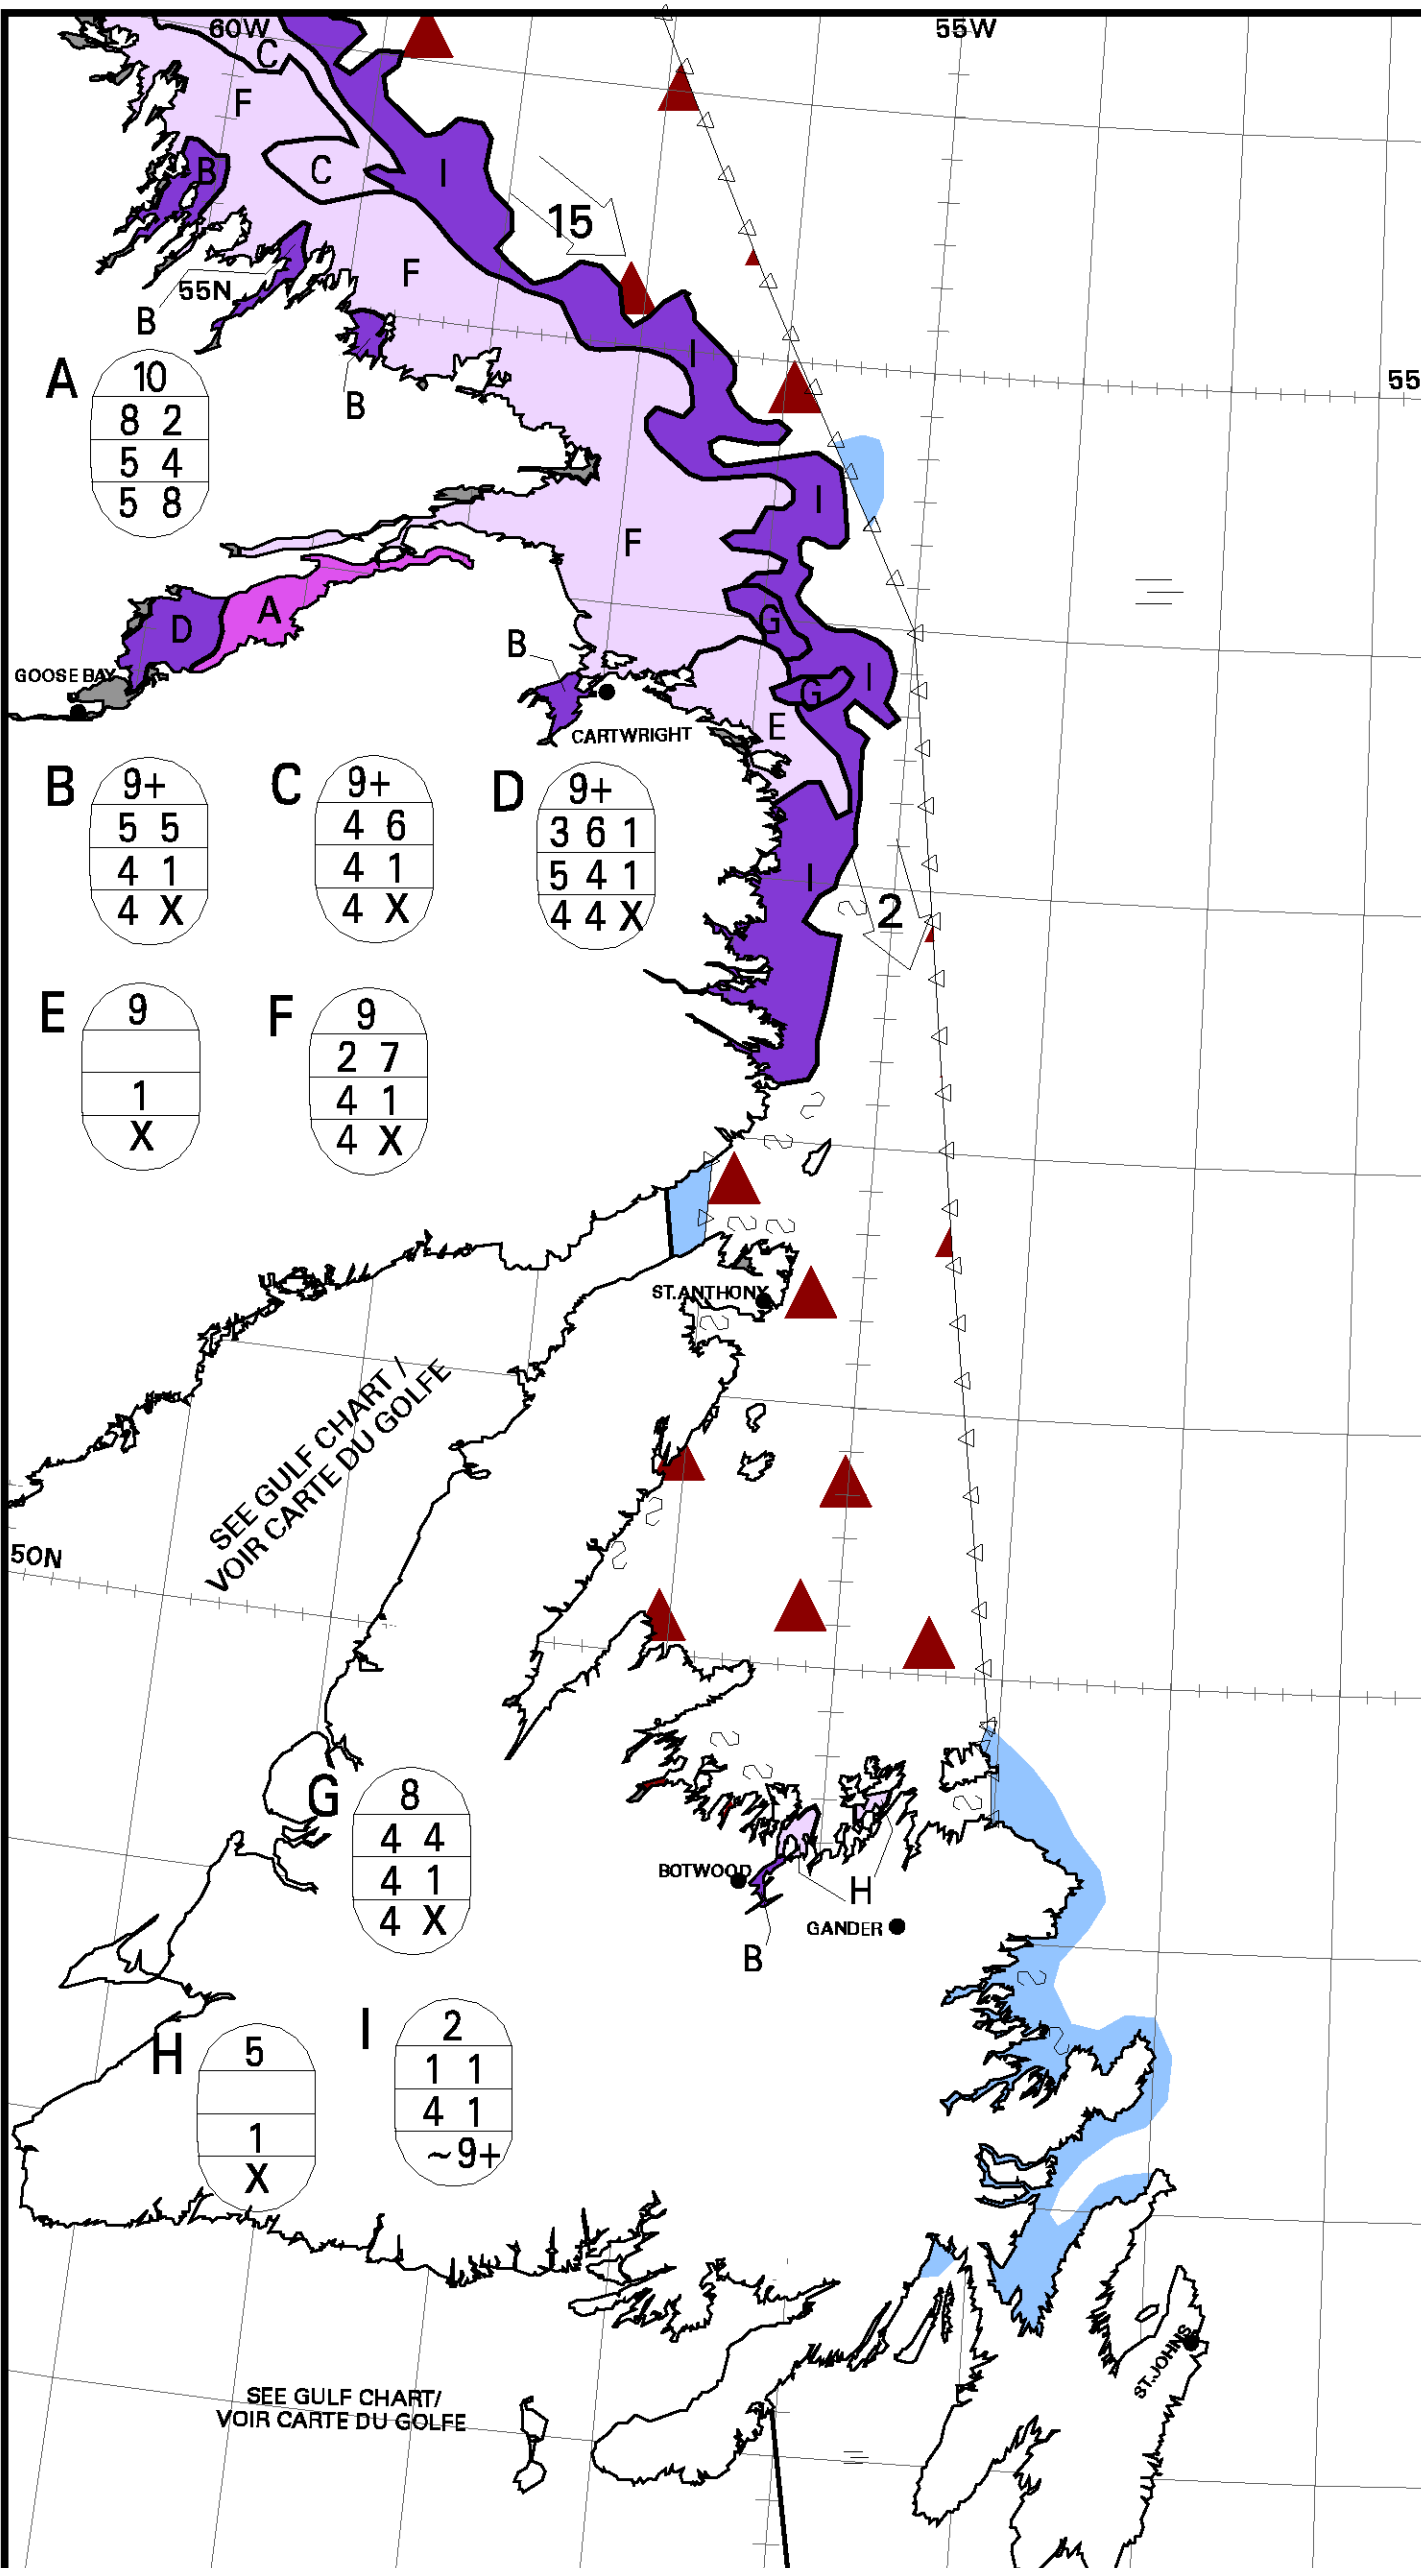 60W
55W
C
F
B
C
I
15
F
55N
B
I
55
B
A
10
8 2
5 4
5 8
I
F
A
G
D
B
I
GOOSE BAY
G
E
CARTWRIGHT
B
9+
5 5
4 1
4 X
C
9+
4 6
4 1
4 X
D
9+
3 6 1
5 4 1
4 4 X
I
2
E
9
1
X
F
9
2 7
4 1
4 X
ST.ANTHONY
SEE GULF CHART /
VOIR CARTE DU GOLFE
50N
G
8
4 4
4 1
4 X
BOTWOOD
H
GANDER
B
H
5
1
X
I
2
1 1
4 1
~9+
ST.JOHNS
SEE GULF CHART/
VOIR CARTE DU GOLFE